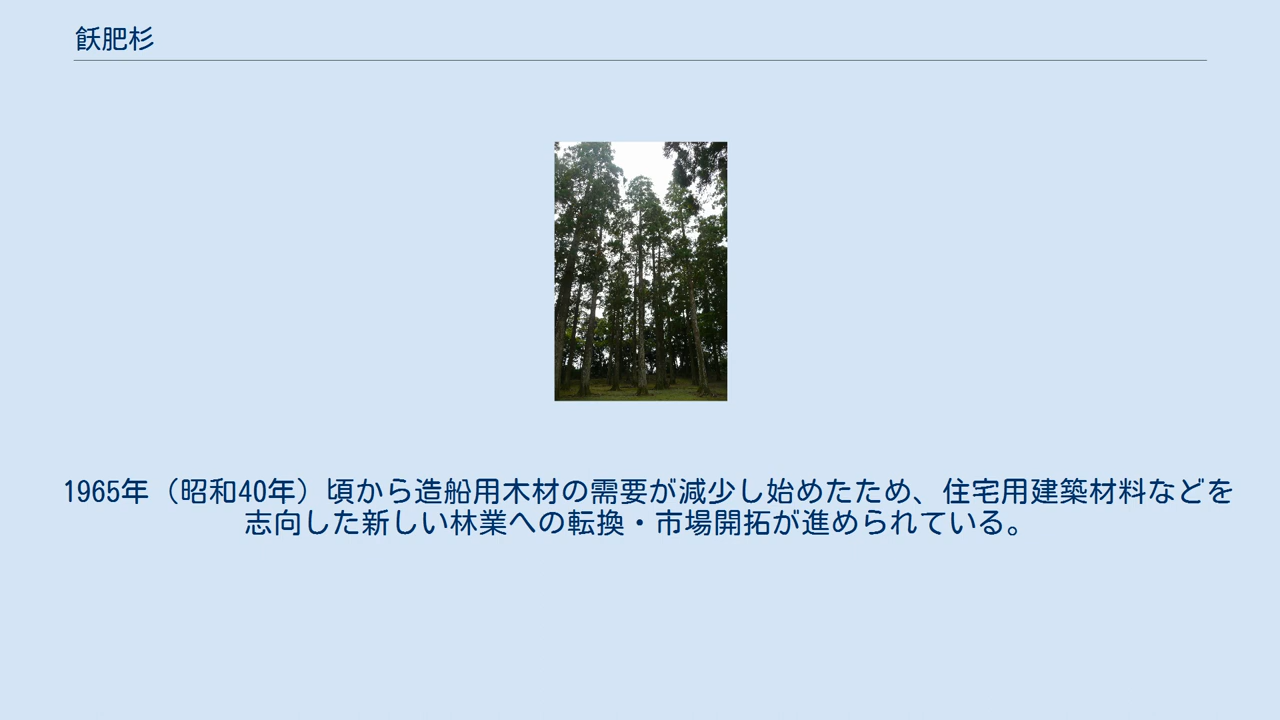 飫肥杉
1965年（昭和40年）頃から造船用木材の需要が減少し始めたため、住宅用建築材料などを
志向した新しい林業への転換・市場開拓が進められている。